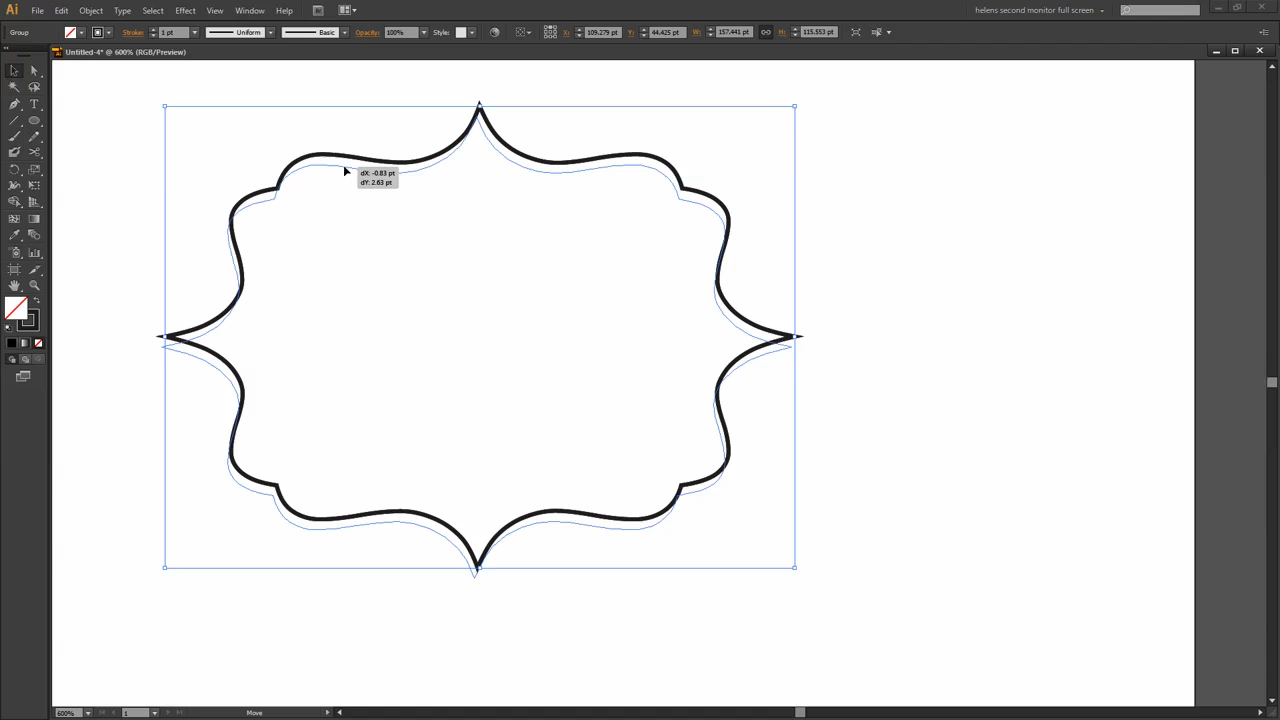 Ai File Edit Object Type Select Effect View Window Help Br helens second monitor full screen
Group Stroke: 1 pt Uniform Basic Opacity: 100% Style: X: 109.279 pt Y: 44.425 pt W: 157.441 pt H: 115.553 pt
Untitled-4* @ 600% (RGB/Preview)
dX: -0.83 pt
dY: 2.63 pt
600% 1 Move